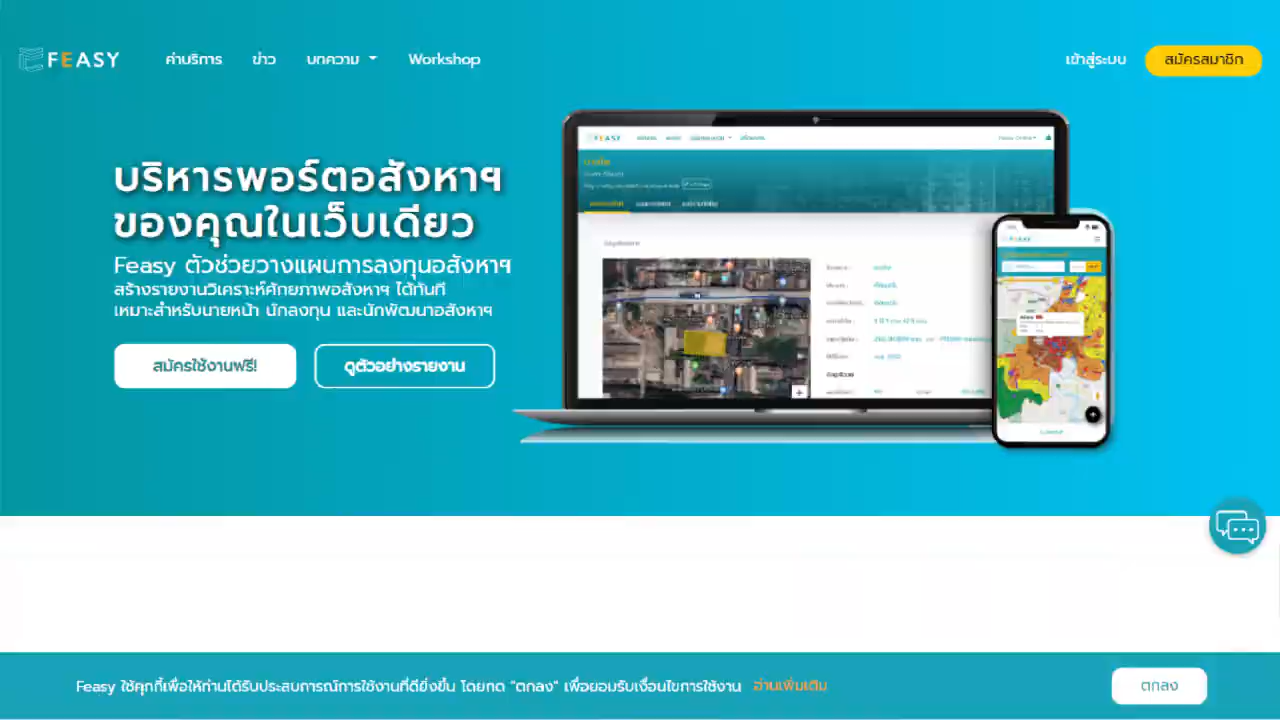 FEASY
ค่าบริการ
ข่าว
บทความ
Workshop
เข้าสู่ระบบ
สมัครสมาชิก
บริหารพอร์ตอสังหาฯ
ของคุณในเว็บเดียว
Feasy ตัวช่วยวางแผนการลงทุนอสังหาฯ
สร้างรายงานวิเคราะห์ศักยภาพอสังหาฯ ได้ทันที
เหมาะสำหรับนายหน้า นักลงทุน และนักพัฒนาอสังหาฯ
สมัครใช้งานฟรี!
ดูตัวอย่างรายงาน
FEASY
Feasy ใช้คุกกี้เพื่อให้ท่านได้รับประสบการณ์การใช้งานที่ดียิ่งขึ้น โดยกด "ตกลง" เพื่อยอมรับเงื่อนไขการใช้งาน อ่านเพิ่มเติม
ตกลง